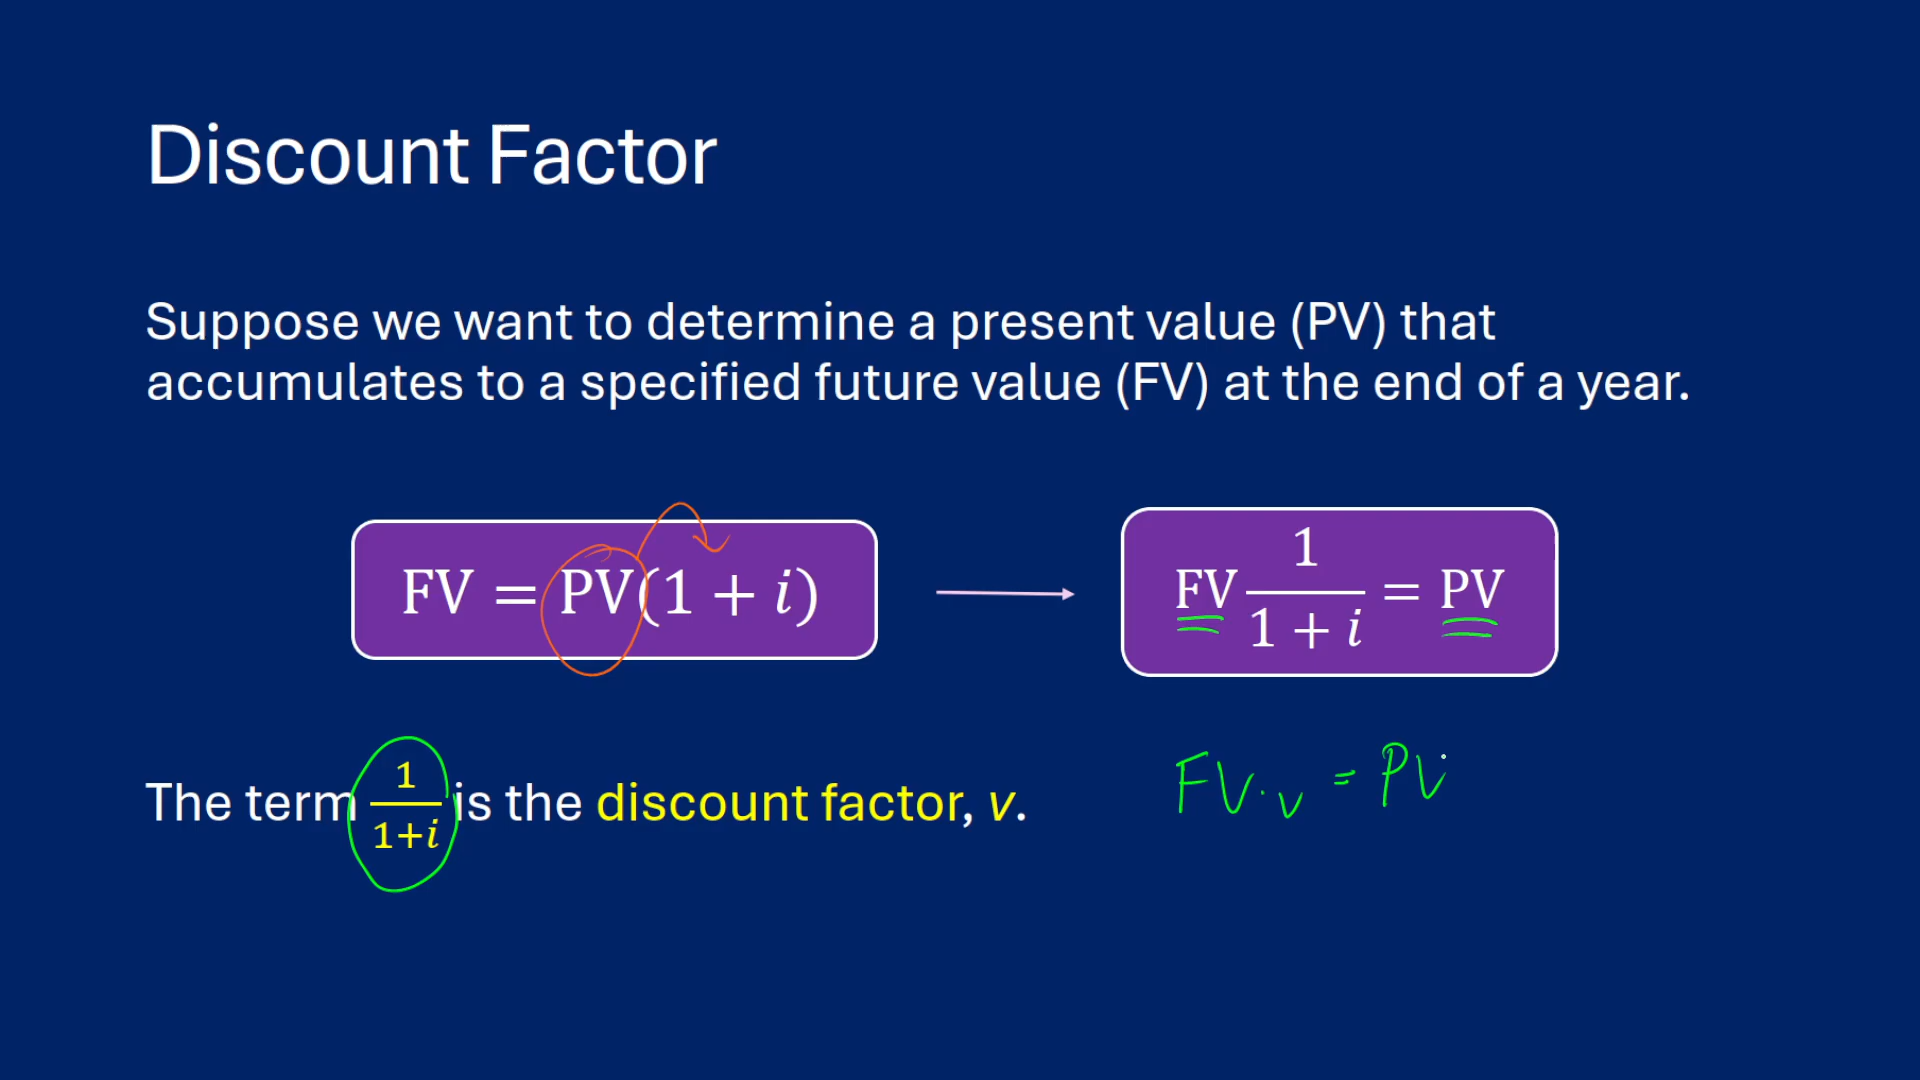 Discount Factor
Suppose we want to determine a present value (PV) that
accumulates to a specified future value (FV) at the end of a year.
FV = PV(1 + i)
FV 1/(1 + i) = PV
The term 1/(1+i) is the discount factor, v.
FV · v = PV